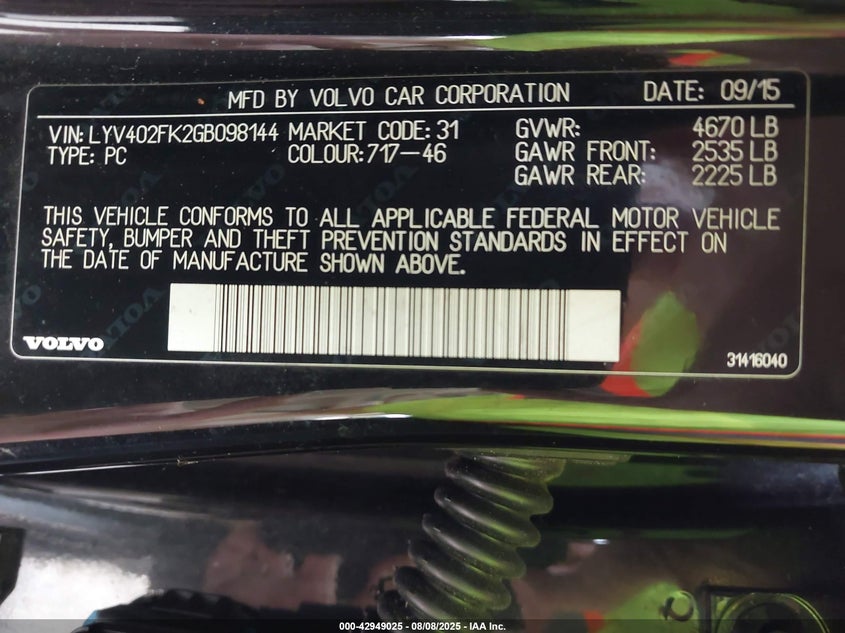 MFD BY VOLVO CAR CORPORATION DATE: 09/15
VIN: LYV402FK2GB098144 MARKET CODE: 31 GVWR: 4670 LB
TYPE: PC COLOUR: 717-46 GAWR FRONT: 2535 LB
GAWR REAR: 2225 LB
THIS VEHICLE CONFORMS TO ALL APPLICABLE FEDERAL MOTOR VEHICLE
SAFETY, BUMPER AND THEFT PREVENTION STANDARDS IN EFFECT ON
THE DATE OF MANUFACTURE SHOWN ABOVE.
VOLVO
31416040
000-42949025 - 08/08/2025 - IAA Inc.